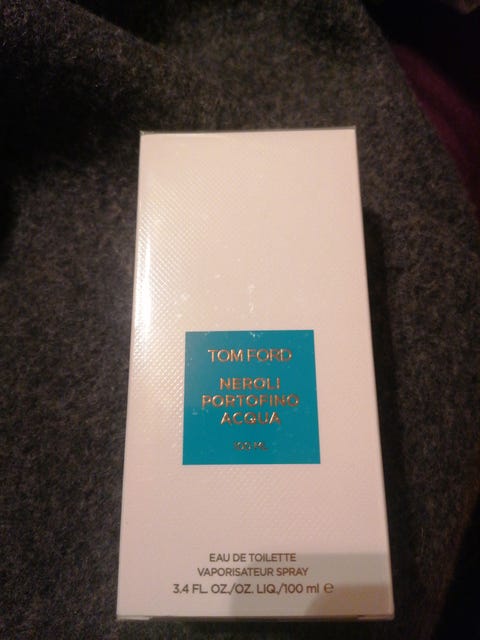 TOM FORD
NEROLI
PORTOFINO
ACQUA
100 ML
EAU DE TOILETTE
VAPORISATEUR SPRAY
3.4 FL. OZ./OZ. LIQ./100 ml e